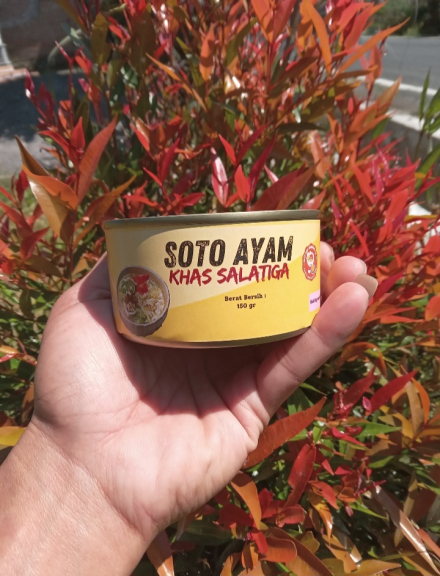 SOTO AYAM
KHAS SALATIGA
Berat Bersih :
150 gr